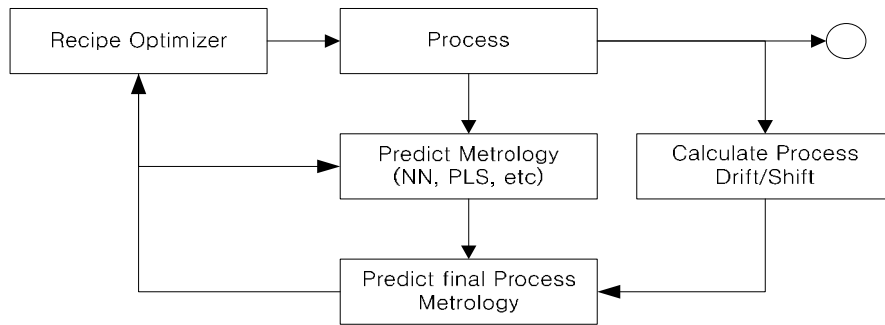 Recipe Optimizer
Process
Predict Metrology
(NN, PLS, etc)
Calculate Process
Drift/Shift
Predict final Process
Metrology